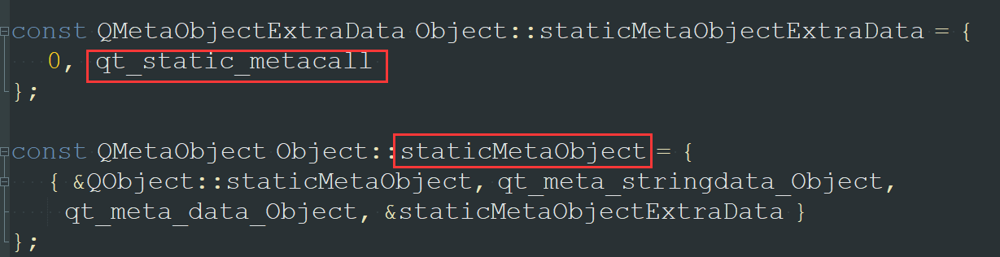 const QMetaObjectExtraData Object::staticMetaObjectExtraData = {
    0, qt_static_metacall
};

const QMetaObject Object::staticMetaObject = {
    { &QObject::staticMetaObject, qt_meta_stringdata_Object,
      qt_meta_data_Object, &staticMetaObjectExtraData }
};